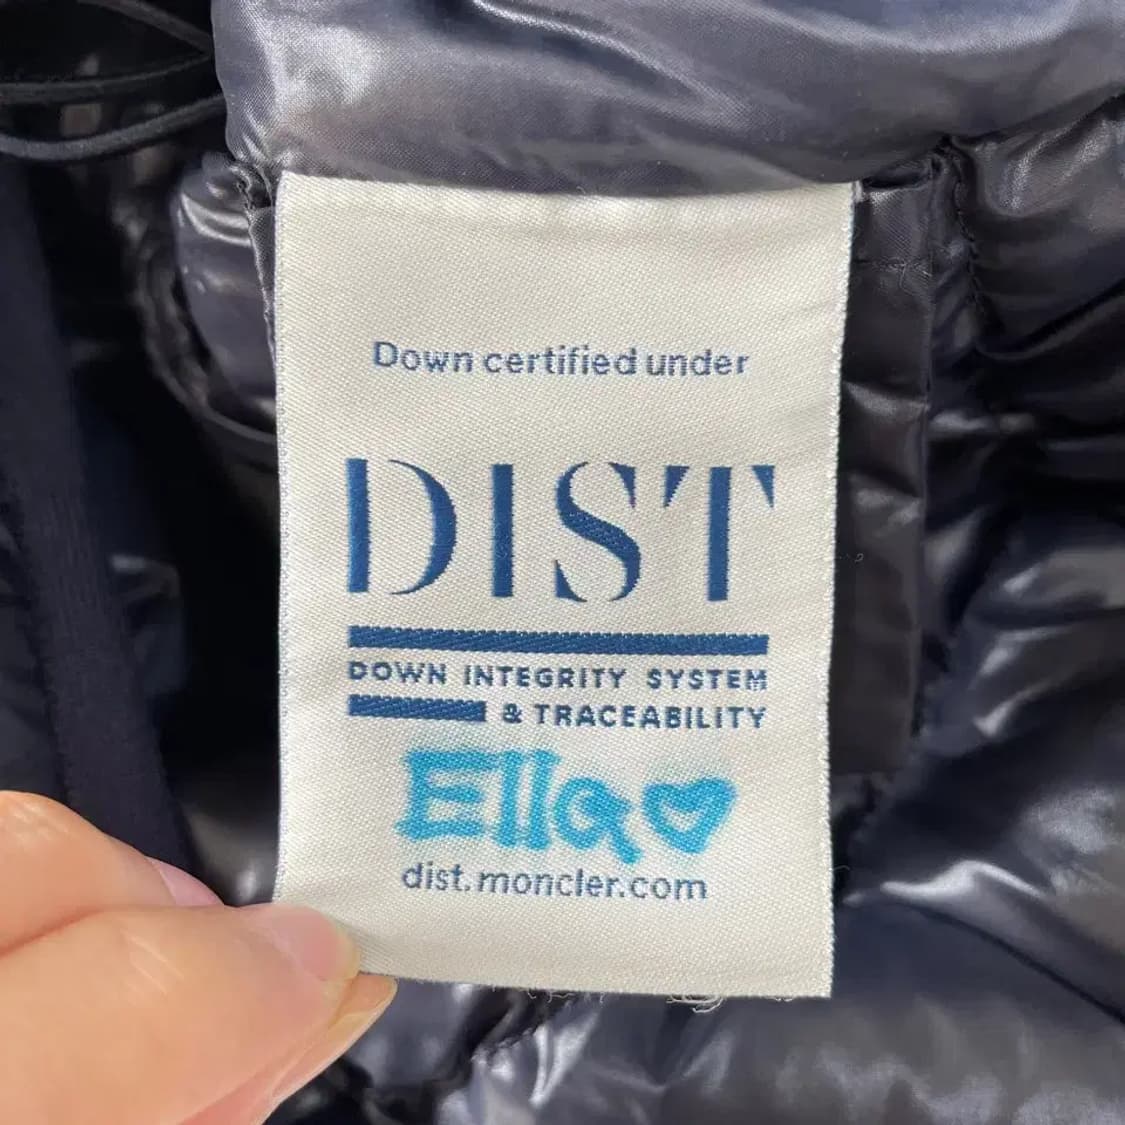 Down certified under
DIST
DOWN INTEGRITY SYSTEM
& TRACEABILITY
Ella♡
dist.moncler.com